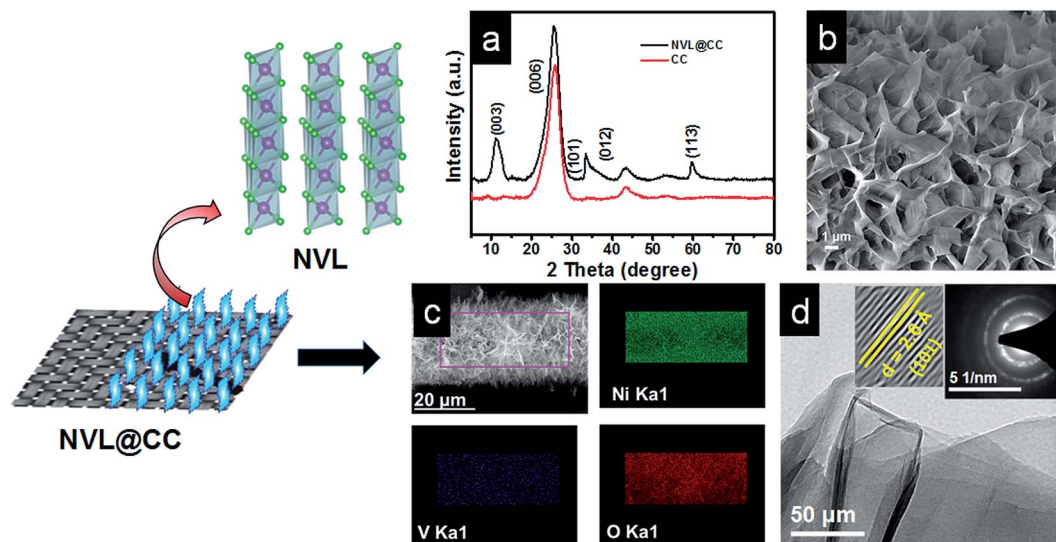 NVL
NVL@CC
a
Intensity (a.u.)
NVL@CC
CC
(003)
(006)
(101)
(012)
(113)
10 20 30 40 50 60 70 80
2 Theta (degree)
b
1 µm
c
20 µm
Ni Ka1
V Ka1
O Ka1
d
d = 2.6 Å
(101)
5 1/nm
50 µm